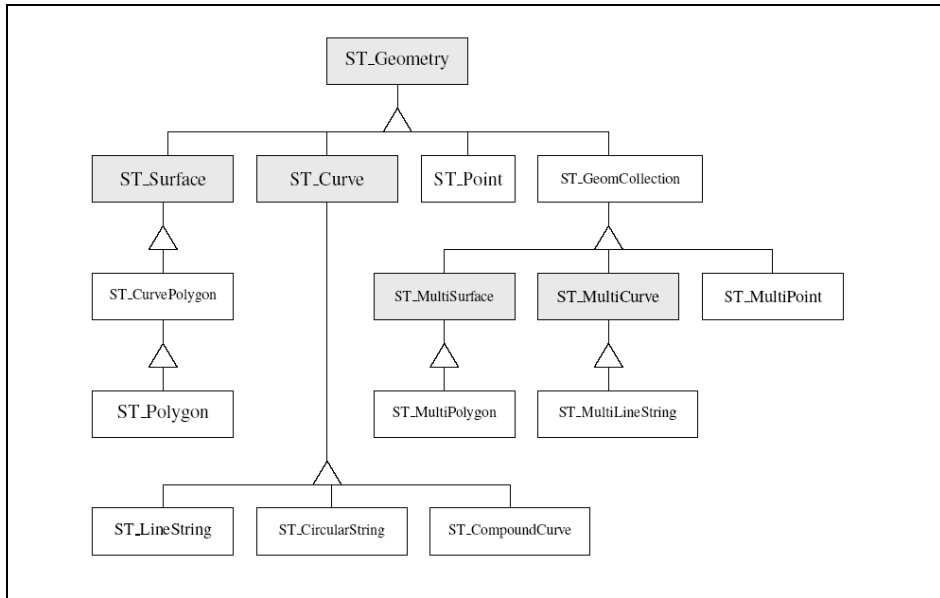 ST_Geometry
ST_Surface
ST_Curve
ST_Point
ST_GeomCollection
ST_CurvePolygon
ST_MultiSurface
ST_MultiCurve
ST_MultiPoint
ST_Polygon
ST_MultiPolygon
ST_MultiLineString
ST_LineString
ST_CircularString
ST_CompoundCurve